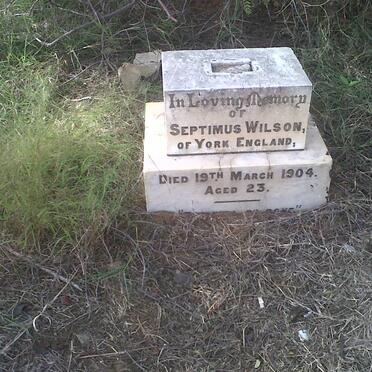 In Loving Memory
OF
SEPTIMUS WILSON,
OF YORK ENGLAND,
DIED 19TH MARCH 1904.
AGED 23.